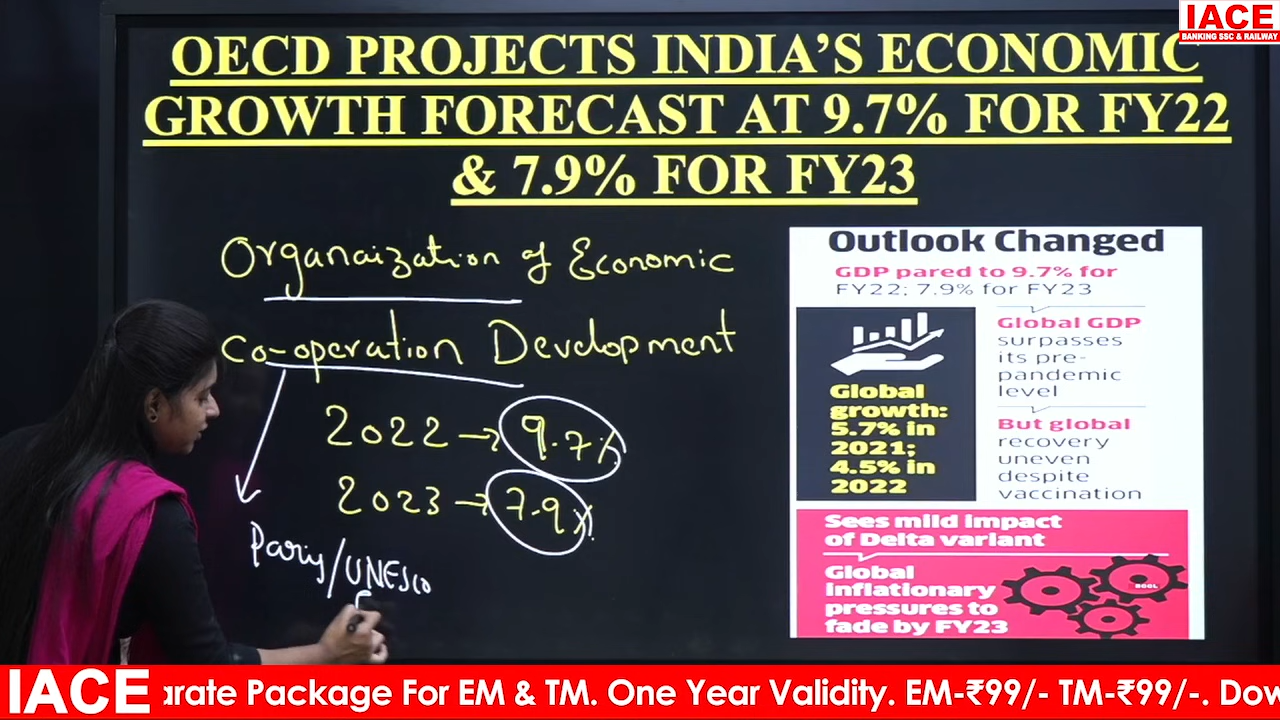 IACE
BANKING SSC & RAILWAY
OECD PROJECTS INDIA'S ECONOMIC
GROWTH FORECAST AT 9.7% FOR FY22
& 7.9% FOR FY23
Organaization of Economic
co-operation Development
2022 → 9.7%
2023 → 7.9%
Paris/UNESCO
Outlook Changed
GDP pared to 9.7% for
FY22; 7.9% for FY23
Global
growth:
5.7% in
2021;
4.5% in
2022
Global GDP
surpasses
its pre-
pandemic
level
But global
recovery
uneven
despite
vaccination
Sees mild impact
of Delta variant
Global
inflationary
pressures to
fade by FY23
BCCL
IACE
arate Package For EM & TM. One Year Validity. EM-₹99/- TM-₹99/-. Dow